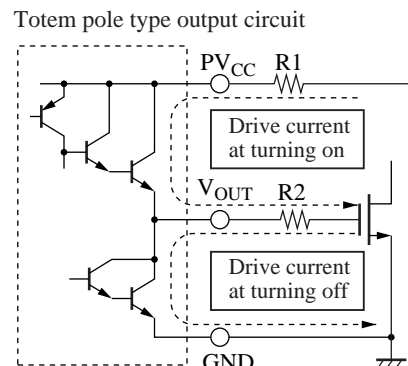 Totem pole type output circuit
PVCC
R1
Drive current
at turning on
VOUT
R2
Drive current
at turning off
GND